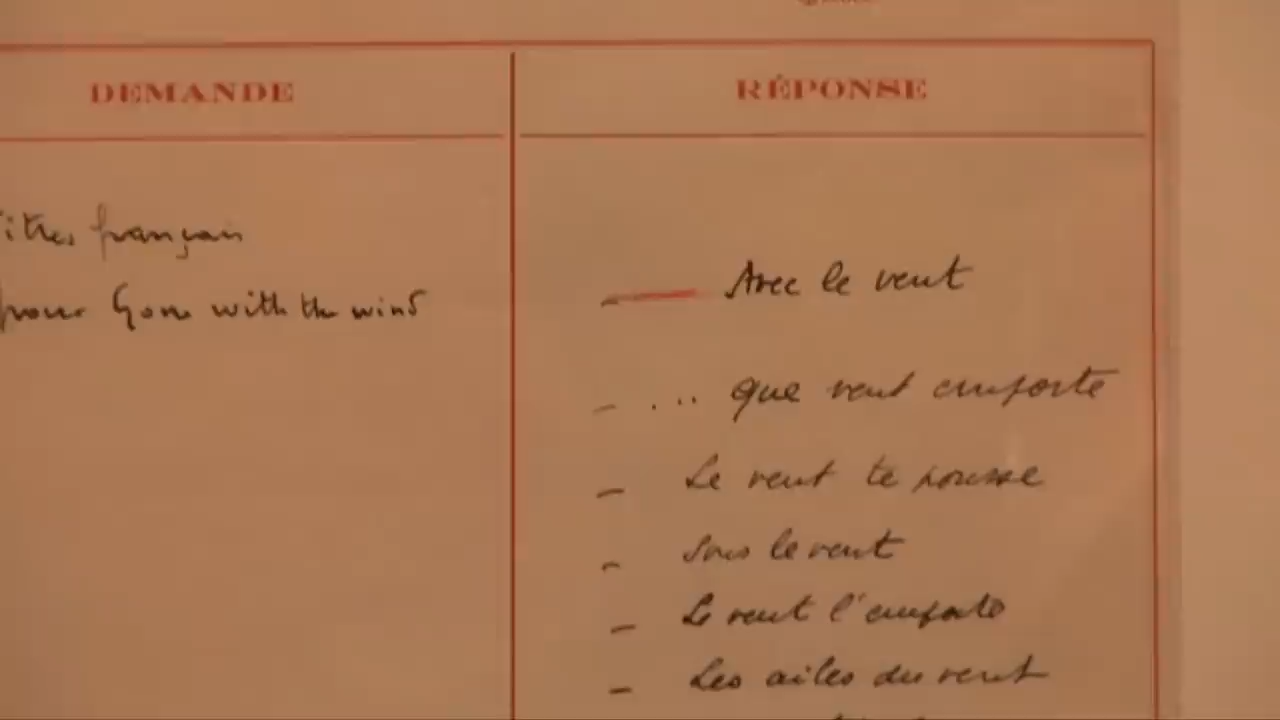 DEMANDE
RÉPONSE
itres français
pour Gone with the wind
- Avec le vent
- ... que vent emporte
- Le vent te pousse
- Sous le vent
- Le vent l'emporte
- Les ailes du vent